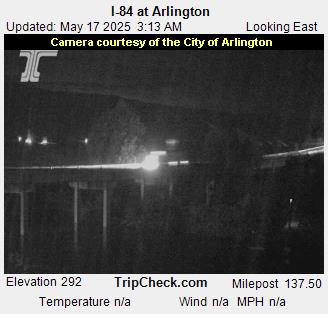 I-84 at Arlington
Updated: May 17 2025 3:13 AM Looking East
Camera courtesy of the City of Arlington
Elevation 292 TripCheck.com Milepost 137.50
Temperature n/a Wind n/a MPH n/a